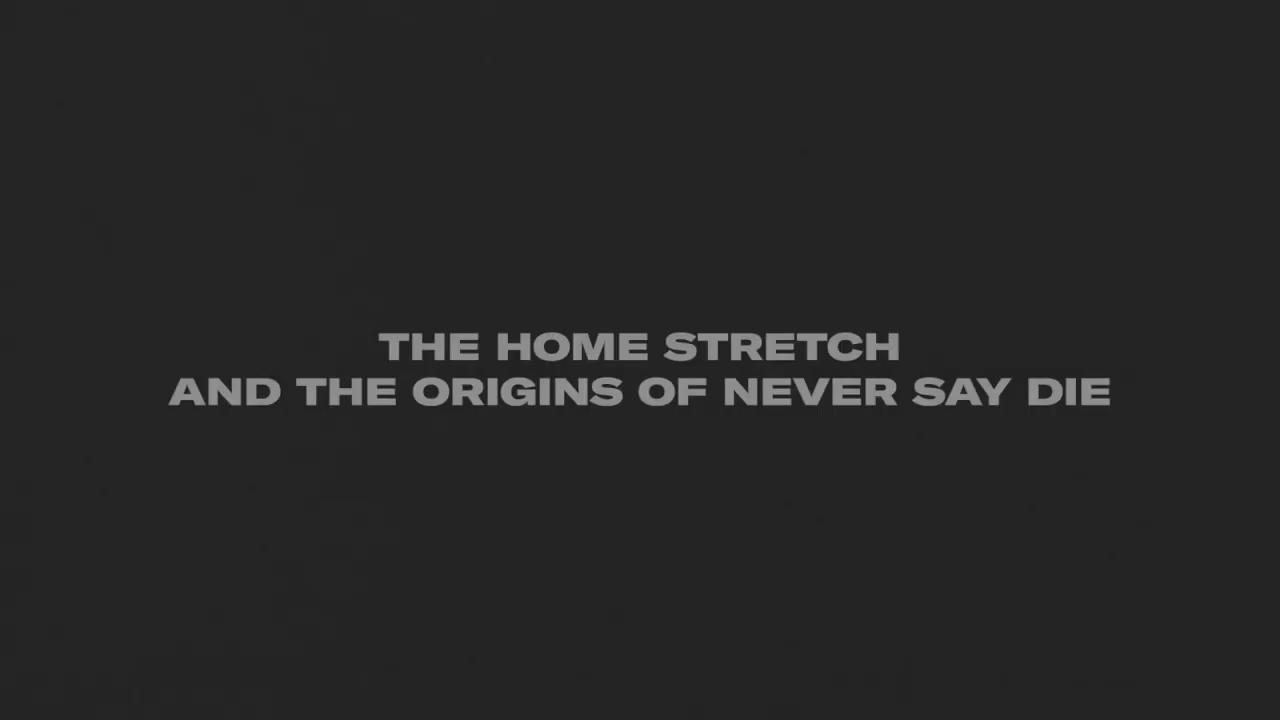 THE HOME STRETCH
AND THE ORIGINS OF NEVER SAY DIE